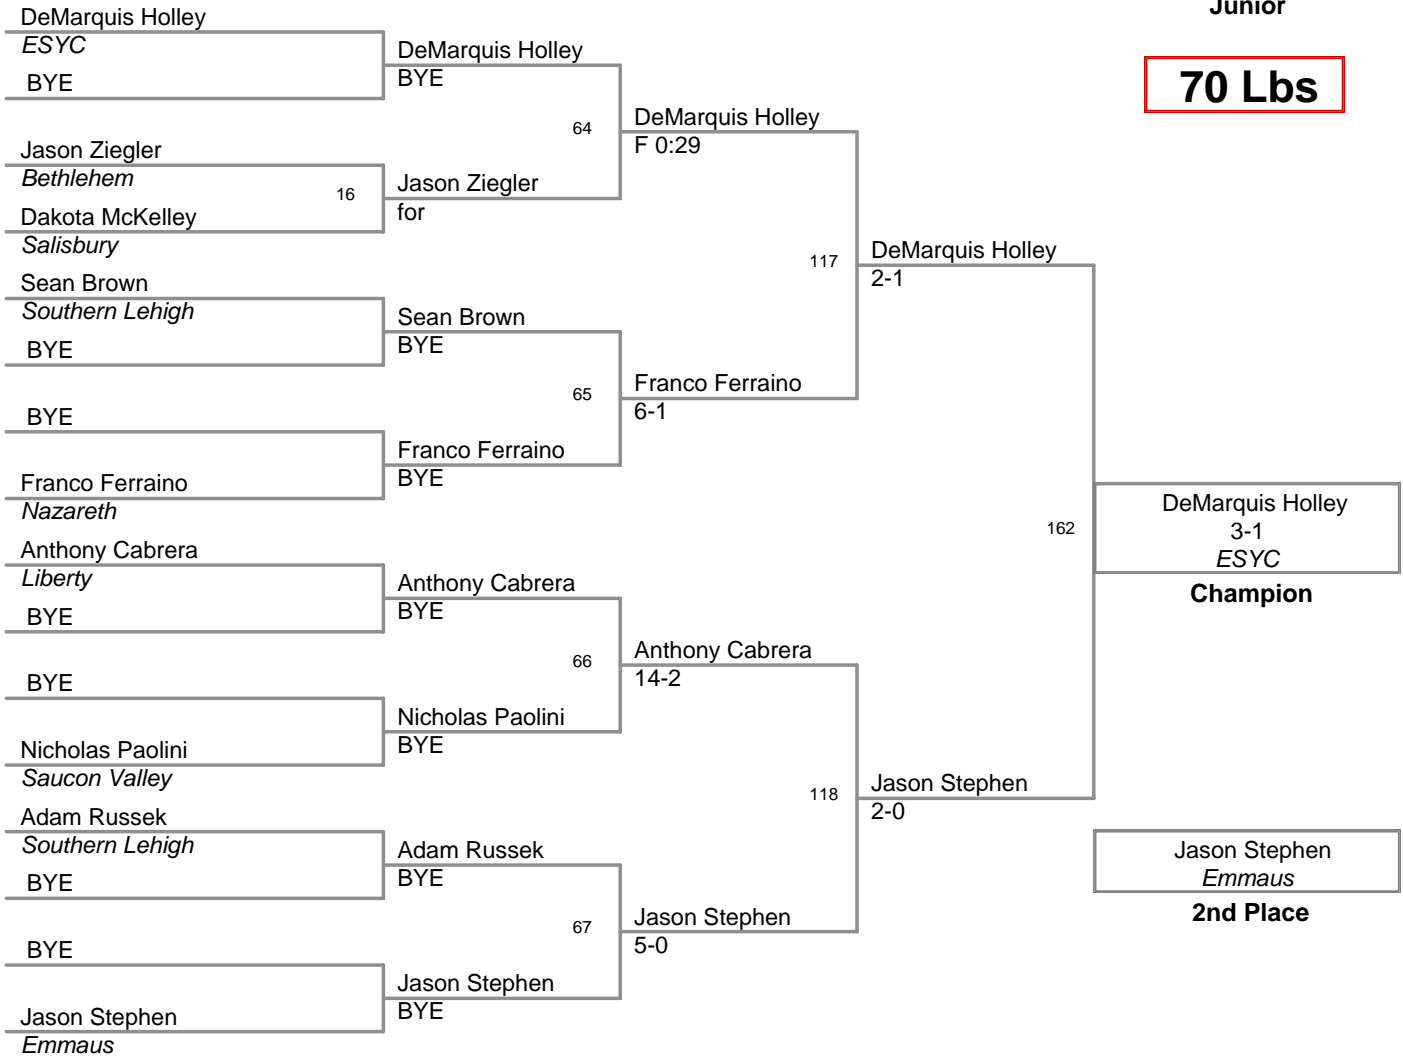 Junior
70 Lbs
DeMarquis Holley
ESYC
BYE
Jason Ziegler
Bethlehem
Dakota McKelley
Salisbury
Sean Brown
Southern Lehigh
BYE
BYE
Franco Ferraino
Nazareth
Anthony Cabrera
Liberty
BYE
BYE
Nicholas Paolini
Saucon Valley
Adam Russek
Southern Lehigh
BYE
BYE
Jason Stephen
Emmaus
DeMarquis Holley
BYE
16
Jason Ziegler
for
Sean Brown
BYE
Franco Ferraino
BYE
Anthony Cabrera
BYE
Nicholas Paolini
BYE
Adam Russek
BYE
Jason Stephen
BYE
64
DeMarquis Holley
F 0:29
65
Franco Ferraino
6-1
66
Anthony Cabrera
14-2
67
Jason Stephen
5-0
117
DeMarquis Holley
2-1
118
Jason Stephen
2-0
162
DeMarquis Holley
3-1
ESYC
Champion
Jason Stephen
Emmaus
2nd Place